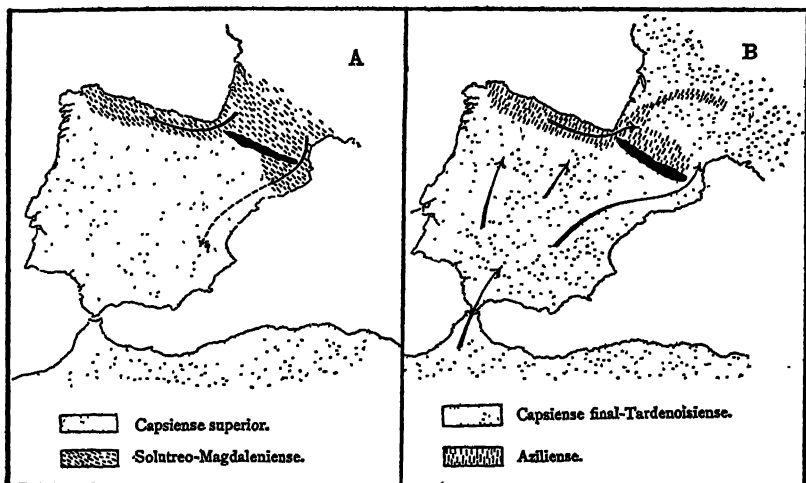 A
B
Capsiense superior.
Solutreo-Magdaleniense.
Capsiense final-Tardenoisiense.
Aziliense.